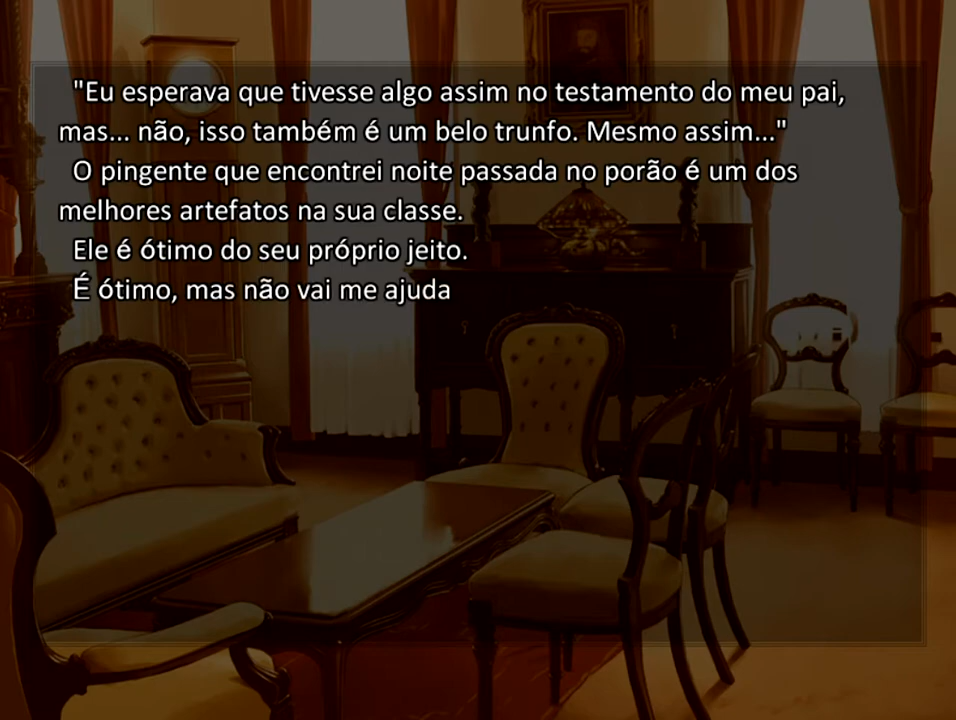 "Eu esperava que tivesse algo assim no testamento do meu pai,
mas... não, isso também é um belo trunfo. Mesmo assim..."
O pingente que encontrei noite passada no porão é um dos
melhores artefatos na sua classe.
Ele é ótimo do seu próprio jeito.
É ótimo, mas não vai me ajuda